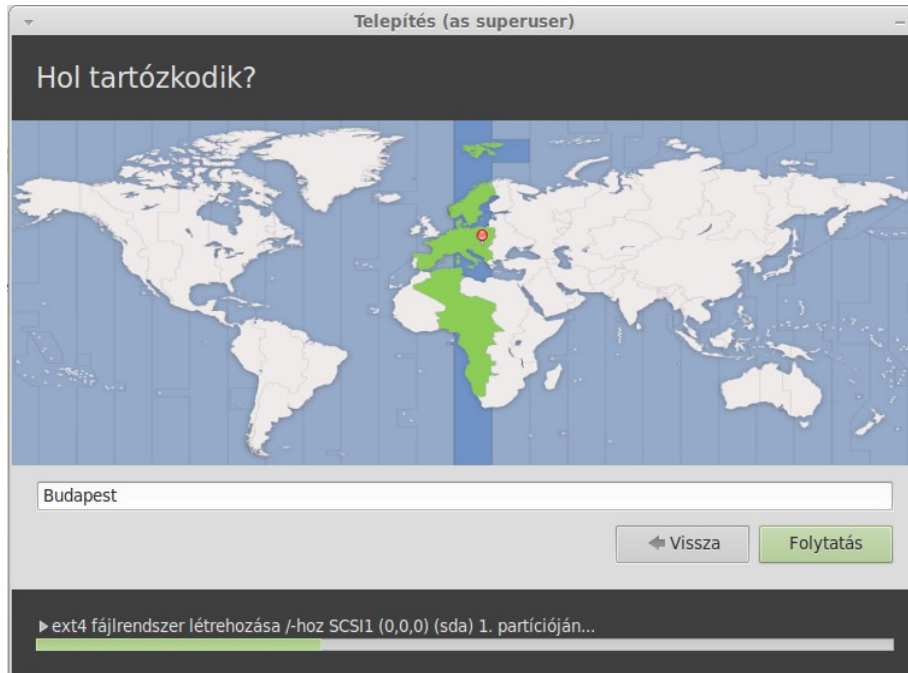 Telepítés (as superuser)
Hol tartózkodik?
Budapest
Vissza
Folytatás
ext4 fájlrendszer létrehozása /-hoz SCSI1 (0,0,0) (sda) 1. partícióján...